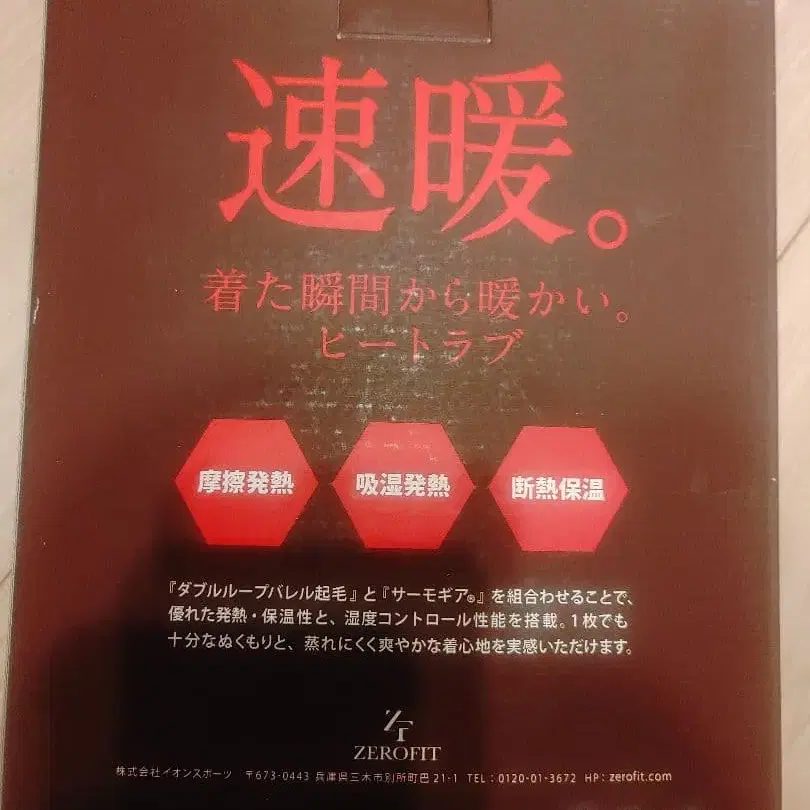 速暖。
着た瞬間から暖かい。
ヒートラブ
摩擦発熱 吸湿発熱 断熱保温
『ダブルループバレル起毛』と『サーモギア®』を組合わせることで、
優れた発熱・保温性と、湿度コントロール性能を搭載。1枚でも
十分なぬくもりと、蒸れにくく爽やかな着心地を実感いただけます。
ZEROFIT
株式会社イオンスポーツ 〒673-0443 兵庫県三木市別所町巴21-1 TEL：0120-01-3672 HP：zerofit.com